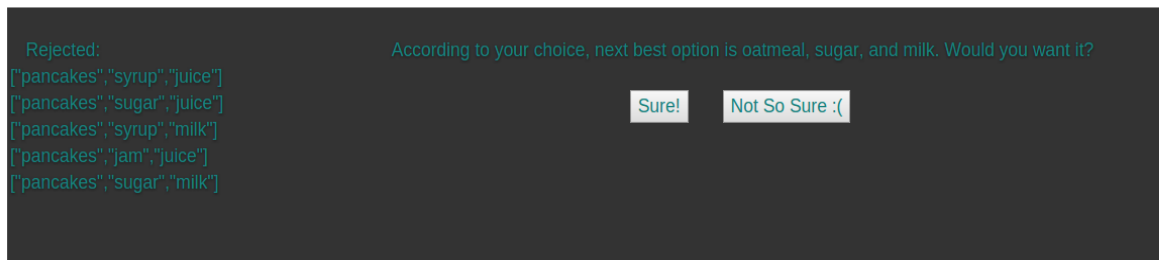 Rejected:
["pancakes","syrup","juice"]
["pancakes","sugar","juice"]
["pancakes","syrup","milk"]
["pancakes","jam","juice"]
["pancakes","sugar","milk"]
According to your choice, next best option is oatmeal, sugar, and milk. Would you want it?
Sure!
Not So Sure :(